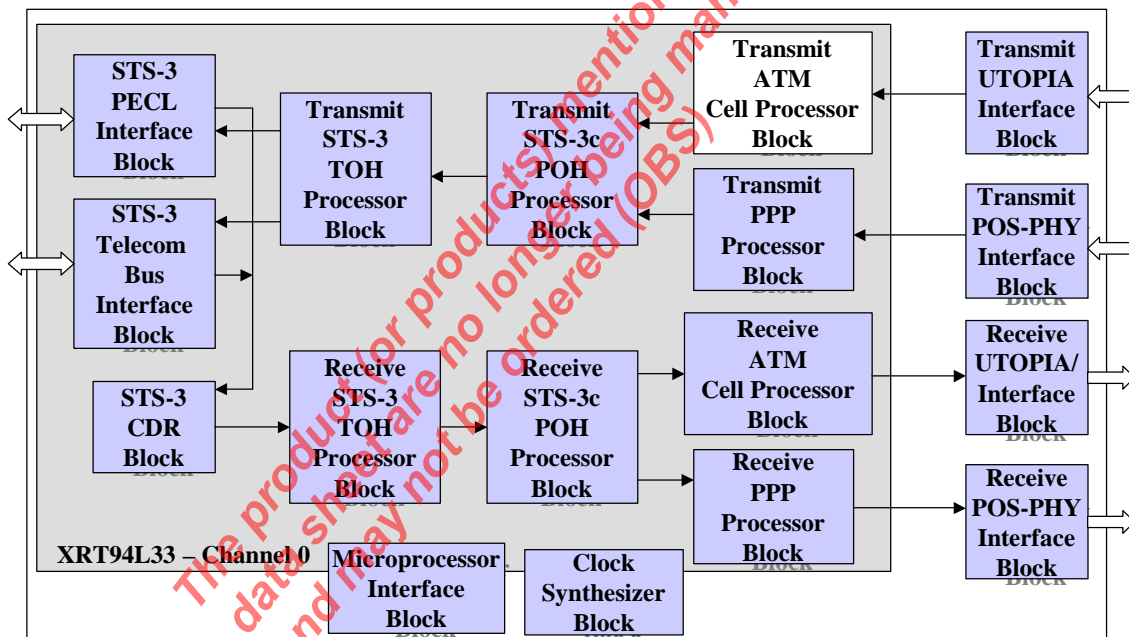 STS-3
PECL
Interface
Block
Transmit
STS-3
TOH
Processor
Block
Transmit
STS-3c
POH
Processor
Block
Transmit
ATM
Cell Processor
Block
Transmit
UTOPIA
Interface
Block
STS-3
Telecom
Bus
Interface
Block
Transmit
PPP
Processor
Block
Transmit
POS-PHY
Interface
Block
STS-3
CDR
Block
Receive
STS-3
TOH
Processor
Block
Receive
STS-3c
POH
Processor
Block
Receive
ATM
Cell Processor
Block
Receive
UTOPIA/
Interface
Block
Receive
PPP
Processor
Block
Receive
POS-PHY
Interface
Block
XRT94L33 – Channel 0
Microprocessor
Interface
Block
Clock
Synthesizer
Block
The product (or products) mention
data sheet are no longer being man
nd may not be ordered (OBS)